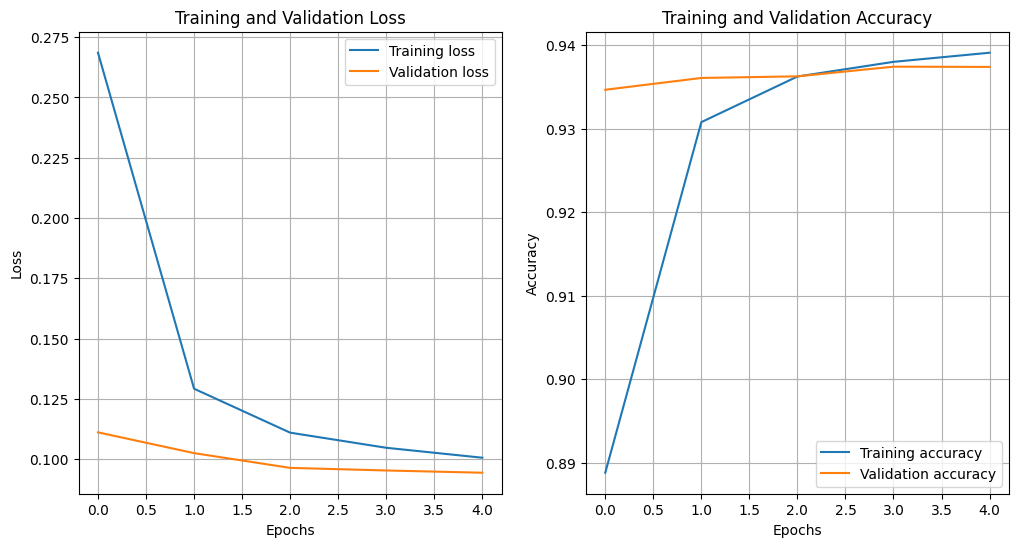 Training and Validation Loss
Training loss
Validation loss
0.275
0.250
0.225
0.200
0.175
0.150
0.125
0.100
Loss
0.0 0.5 1.0 1.5 2.0 2.5 3.0 3.5 4.0
Epochs
Training and Validation Accuracy
0.94
0.93
0.92
0.91
0.90
0.89
Accuracy
Training accuracy
Validation accuracy
0.0 0.5 1.0 1.5 2.0 2.5 3.0 3.5 4.0
Epochs